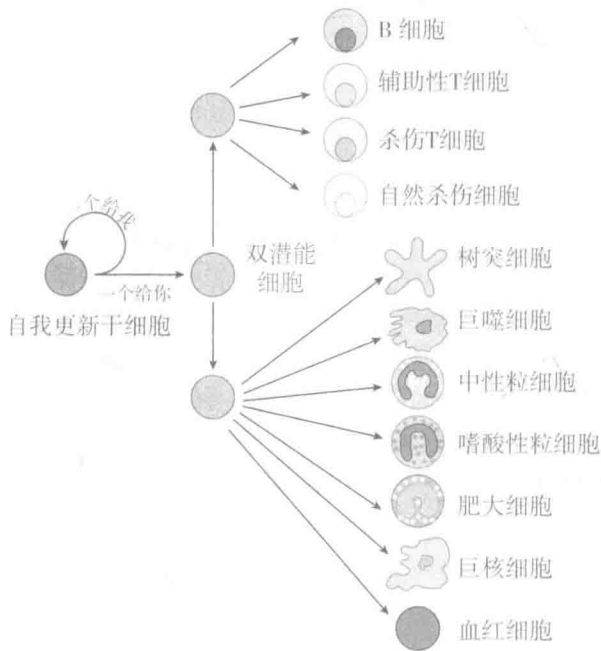 B 细胞
辅助性T细胞
杀伤T细胞
自然杀伤细胞
一个给我
一个给你
自我更新干细胞
双潜能
细胞
树突细胞
巨噬细胞
中性粒细胞
嗜酸性粒细胞
肥大细胞
巨核细胞
血红细胞